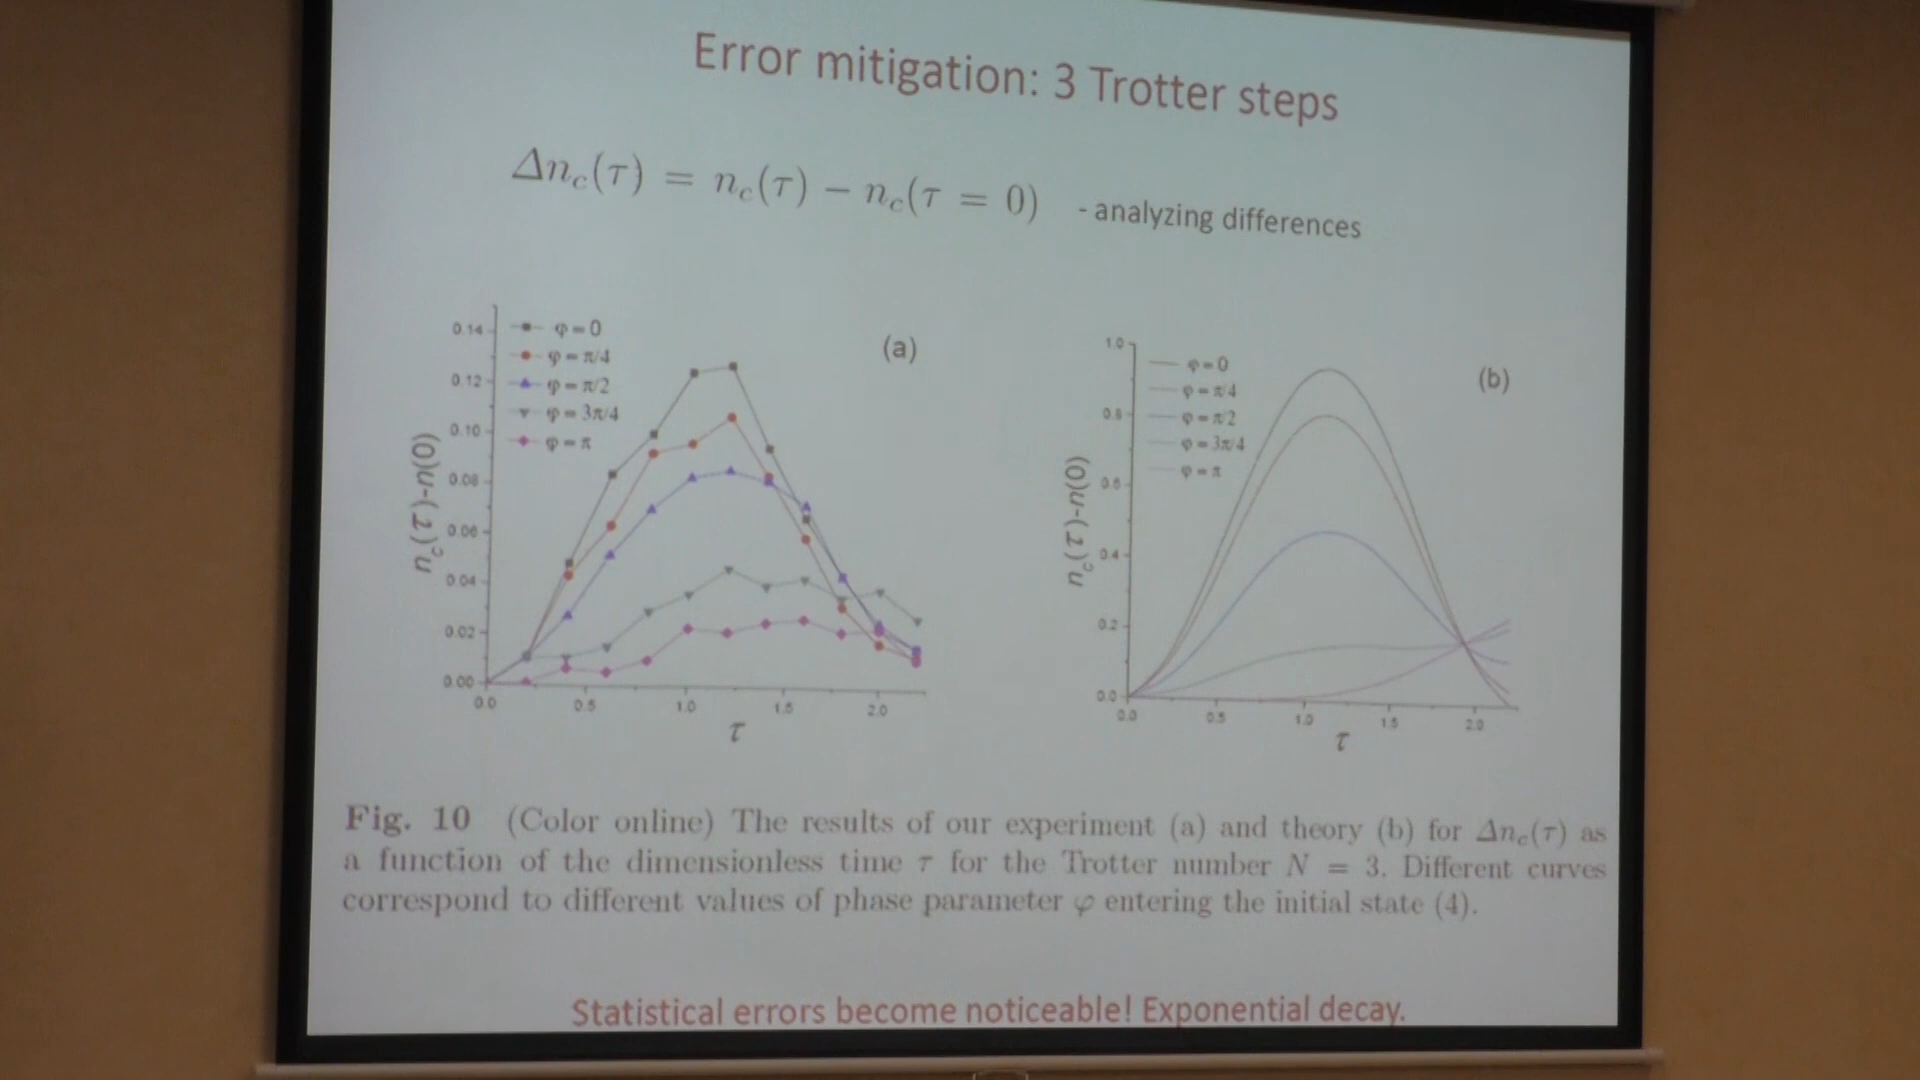 Error mitigation: 3 Trotter steps
Δn_c(τ) = n_c(τ) − n_c(τ = 0) - analyzing differences
(a)
0.14
0.12
0.10
0.08
0.06
0.04
0.02
0.00
n_c(τ)-n(0)
φ=0
φ=π/4
φ=π/2
φ=3π/4
φ=π
0.0 0.5 1.0 1.5 2.0
τ
(b)
1.0
0.8
0.6
0.4
0.2
0.0
n_c(τ)-n(0)
φ=0
φ=π/4
φ=π/2
φ=3π/4
φ=π
0.0 0.5 1.0 1.5 2.0
τ
Fig. 10 (Color online) The results of our experiment (a) and theory (b) for Δn_c(τ) as
a function of the dimensionless time τ for the Trotter number N = 3. Different curves
correspond to different values of phase parameter φ entering the initial state (4).
Statistical errors become noticeable! Exponential decay.